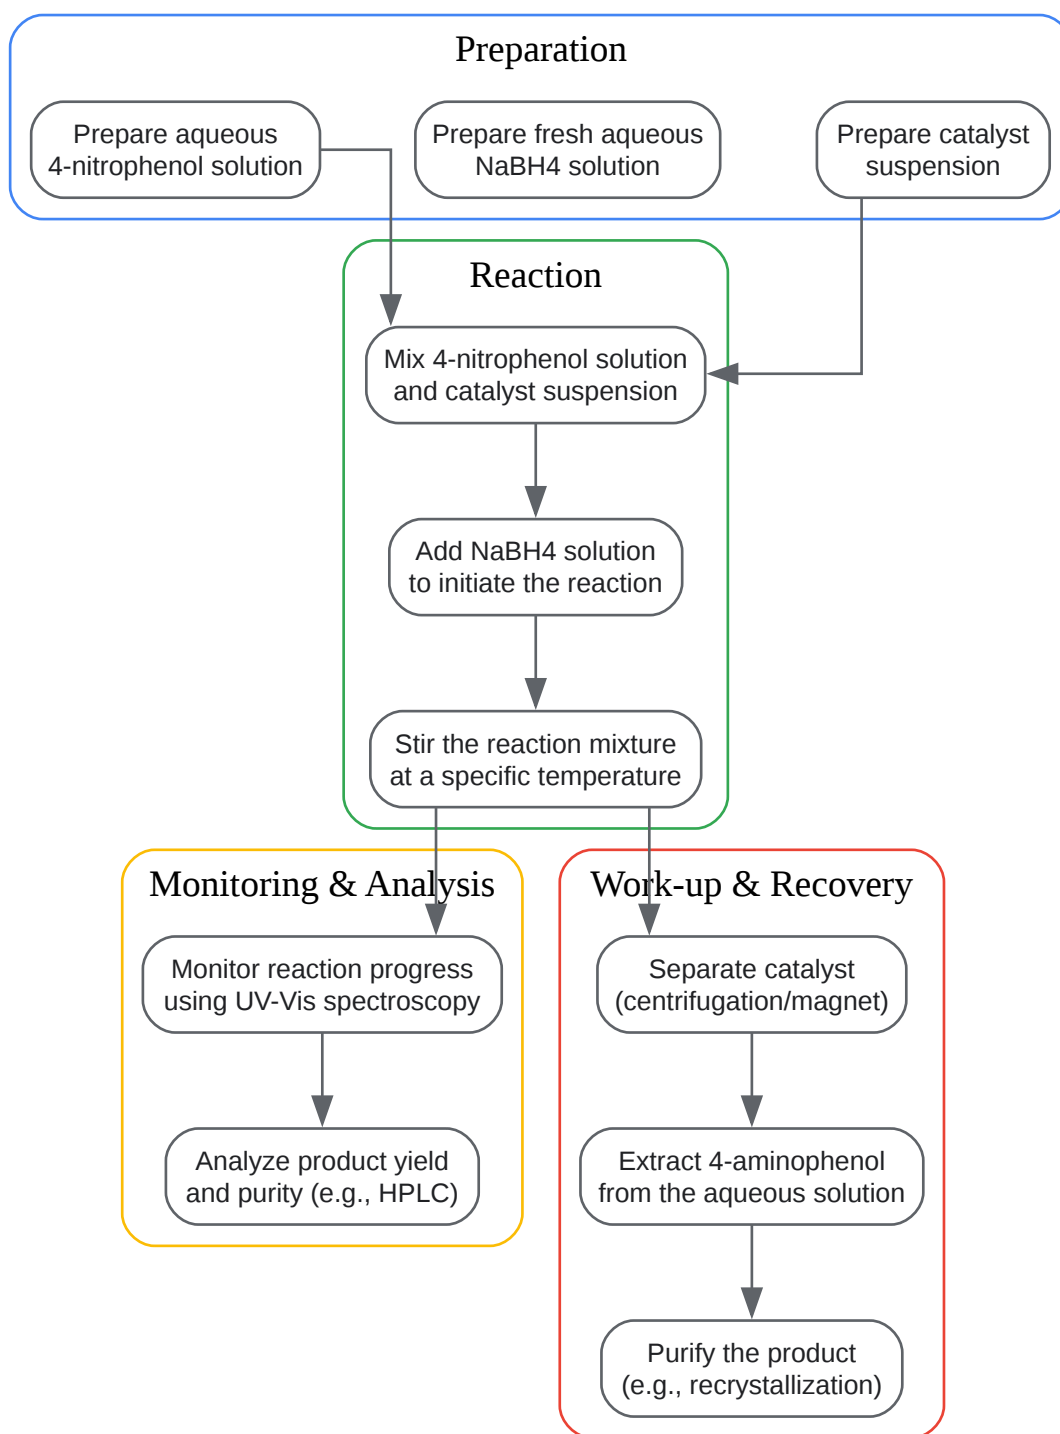 Preparation
Prepare aqueous
4-nitrophenol solution
Prepare fresh aqueous
NaBH4 solution
Prepare catalyst
suspension
Reaction
Mix 4-nitrophenol solution
and catalyst suspension
Add NaBH4 solution
to initiate the reaction
Stir the reaction mixture
at a specific temperature
Monitoring & Analysis
Monitor reaction progress
using UV-Vis spectroscopy
Analyze product yield
and purity (e.g., HPLC)
Work-up & Recovery
Separate catalyst
(centrifugation/magnet)
Extract 4-aminophenol
from the aqueous solution
Purify the product
(e.g., recrystallization)